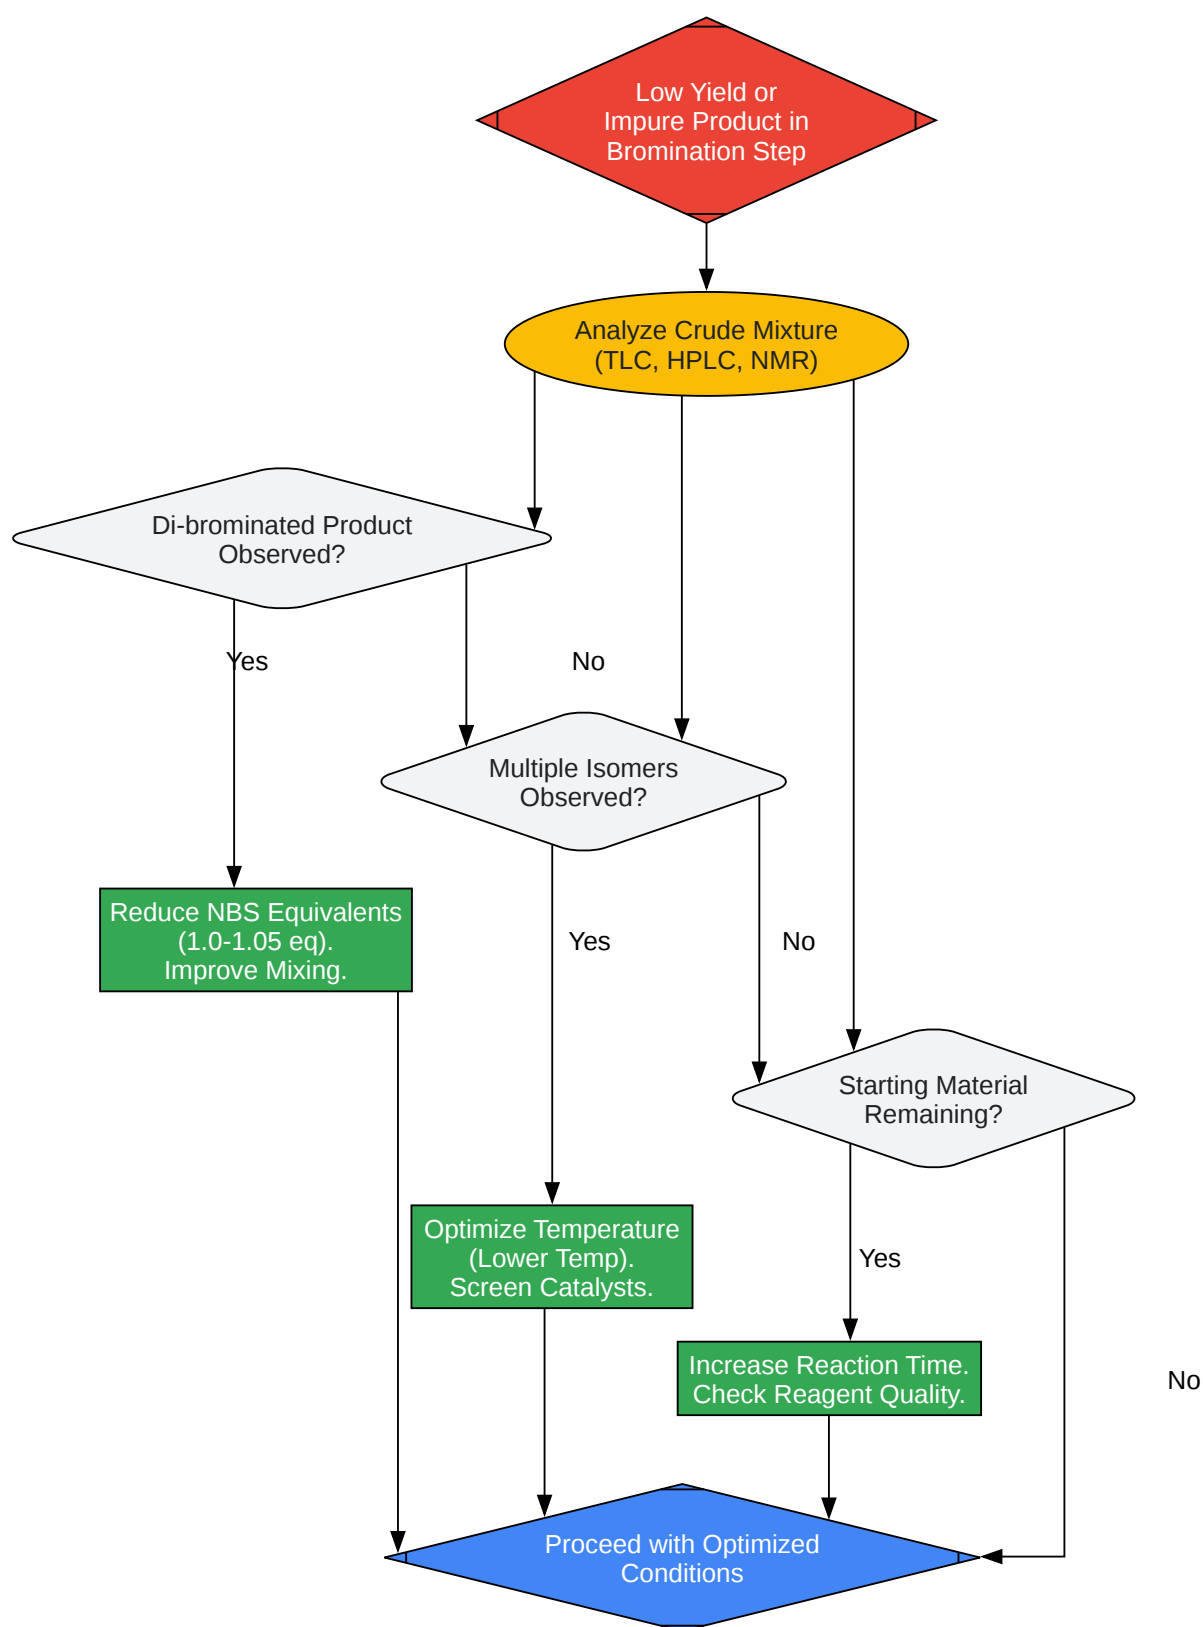 Low Yield or
Impure Product in
Bromination Step
Analyze Crude Mixture
(TLC, HPLC, NMR)
Di-brominated Product
Observed?
Yes
No
Multiple Isomers
Observed?
Reduce NBS Equivalents
(1.0-1.05 eq).
Improve Mixing.
Yes
No
Starting Material
Remaining?
Optimize Temperature
(Lower Temp).
Screen Catalysts.
Yes
Increase Reaction Time.
Check Reagent Quality.
No
Proceed with Optimized
Conditions